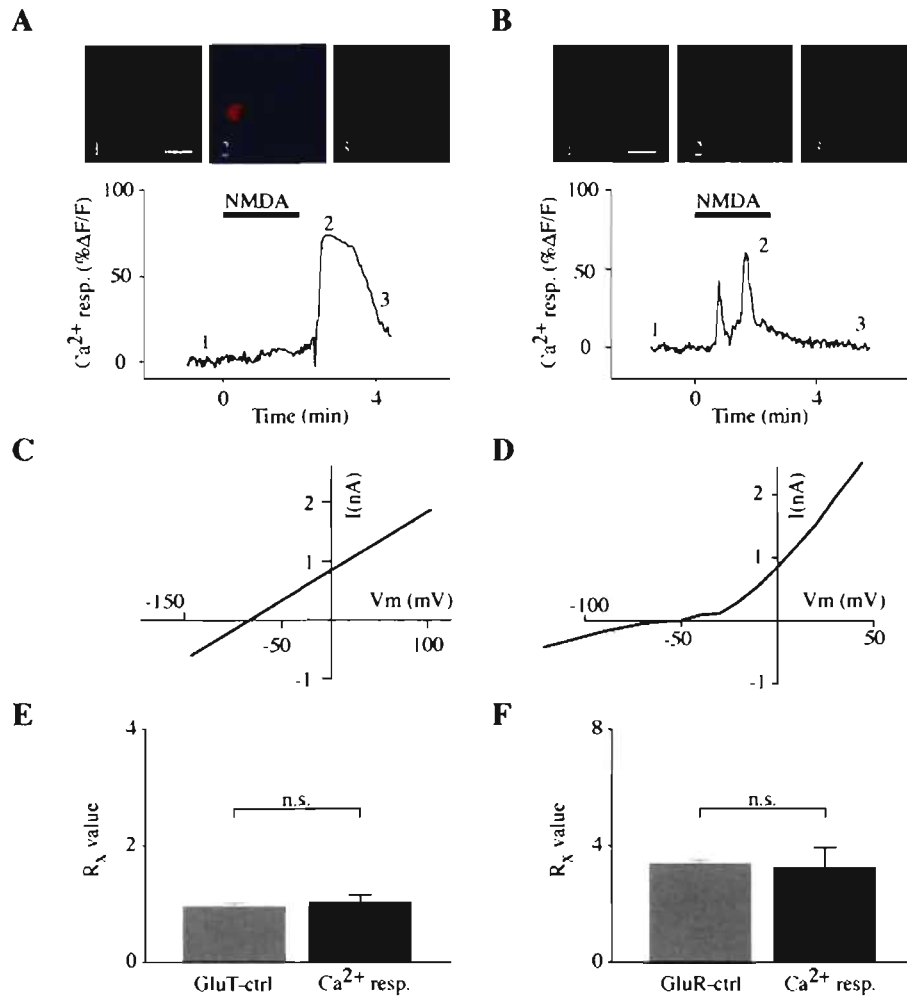 A
B
1
2
3
1
2
3
100
50
0
Ca2+ resp. (%ΔF/F)
NMDA
1
2
3
0
4
Time (min)
100
50
0
Ca2+ resp. (%ΔF/F)
NMDA
1
2
3
0
4
Time (min)
C
D
2
1
-1
I(nA)
-150
-50
100
Vm (mV)
2
1
-1
I(nA)
-100
-50
50
Vm (mV)
E
F
4
2
0
Rx value
n.s.
GluT-ctrl
Ca2+ resp.
8
4
0
Rx value
n.s.
GluR-ctrl
Ca2+ resp.